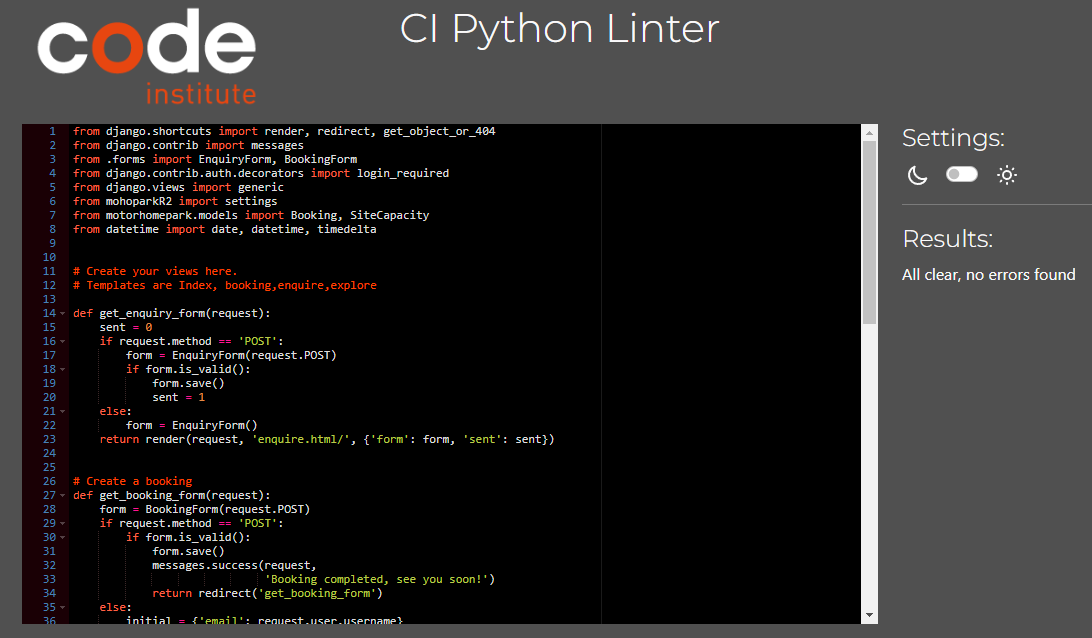 code
institute
CI Python Linter
1 from django.shortcuts import render, redirect, get_object_or_404
2 from django.contrib import messages
3 from .forms import EnquiryForm, BookingForm
4 from django.contrib.auth.decorators import login_required
5 from django.views import generic
6 from mohoparkR2 import settings
7 from motorhomepark.models import Booking, SiteCapacity
8 from datetime import date, datetime, timedelta
9
10
11 # Create your views here.
12 # Templates are Index, booking,enquire,explore
13
14 def get_enquiry_form(request):
15     sent = 0
16     if request.method == 'POST':
17         form = EnquiryForm(request.POST)
18         if form.is_valid():
19             form.save()
20             sent = 1
21     else:
22         form = EnquiryForm()
23     return render(request, 'enquire.html/', {'form': form, 'sent': sent})
24
25
26 # Create a booking
27 def get_booking_form(request):
28     form = BookingForm(request.POST)
29     if request.method == 'POST':
30         if form.is_valid():
31             form.save()
32             messages.success(request,
33                              'Booking completed, see you soon!')
34             return redirect('get_booking_form')
35     else:
36         initial = {'email': request.user.username}
Settings:
Results:
All clear, no errors found